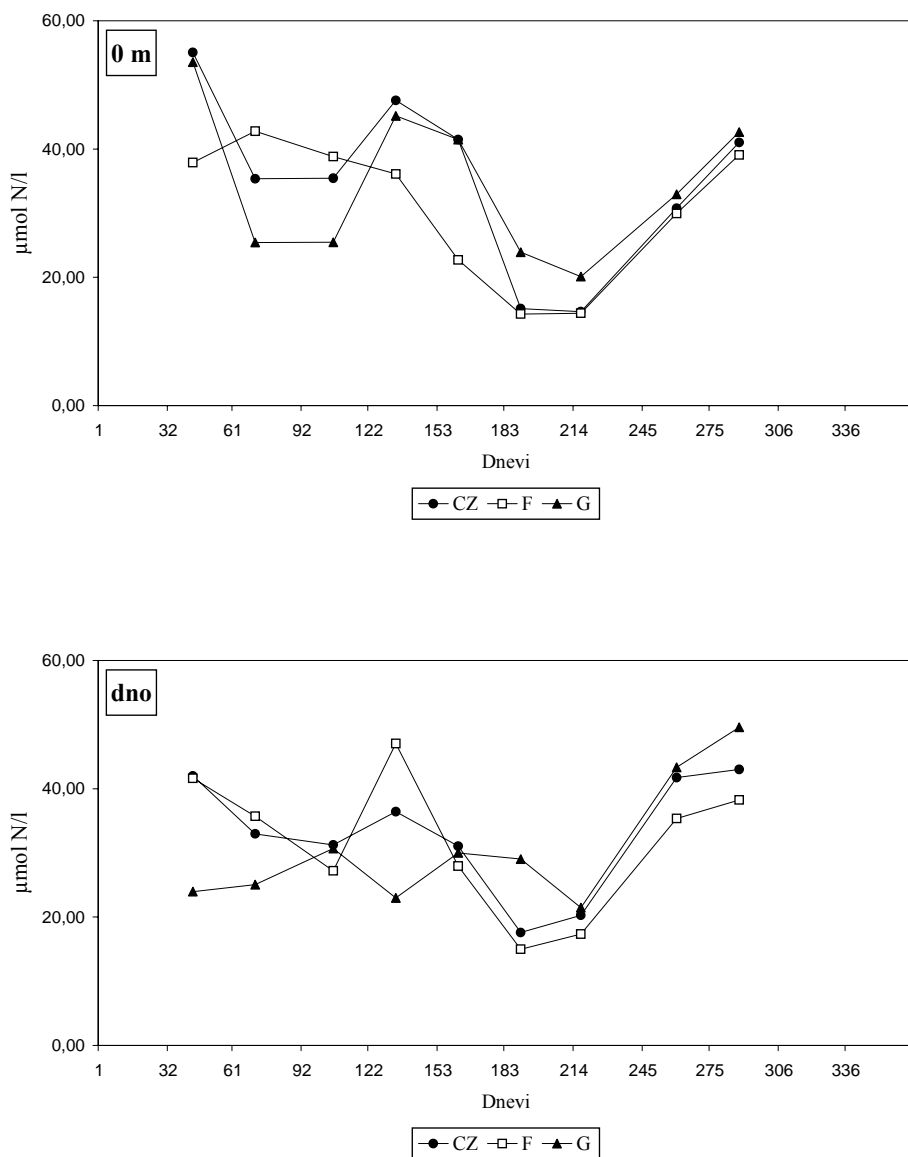 60,00
0 m
40,00
µmol N/l
20,00
0,00
1 32 61 92 122 153 183 214 245 275 306 336
Dnevi
CZ F G
60,00
dno
40,00
µmol N/l
20,00
0,00
1 32 61 92 122 153 183 214 245 275 306 336
Dnevi
CZ F G